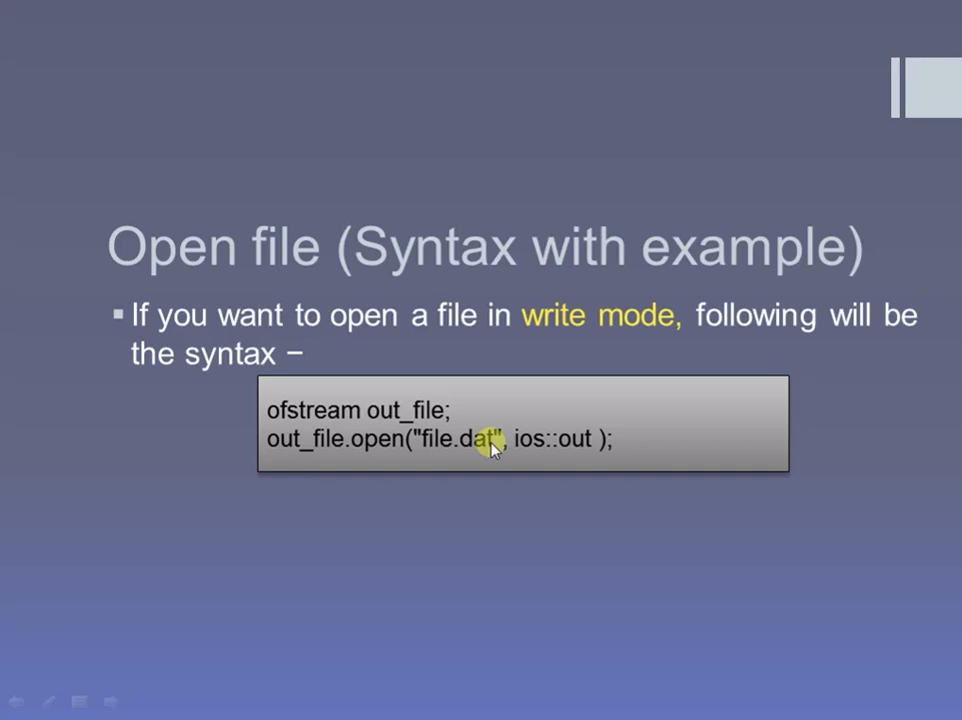 Open file (Syntax with example)
If you want to open a file in write mode, following will be
the syntax −
ofstream out_file;
out_file.open("file.dat", ios::out );